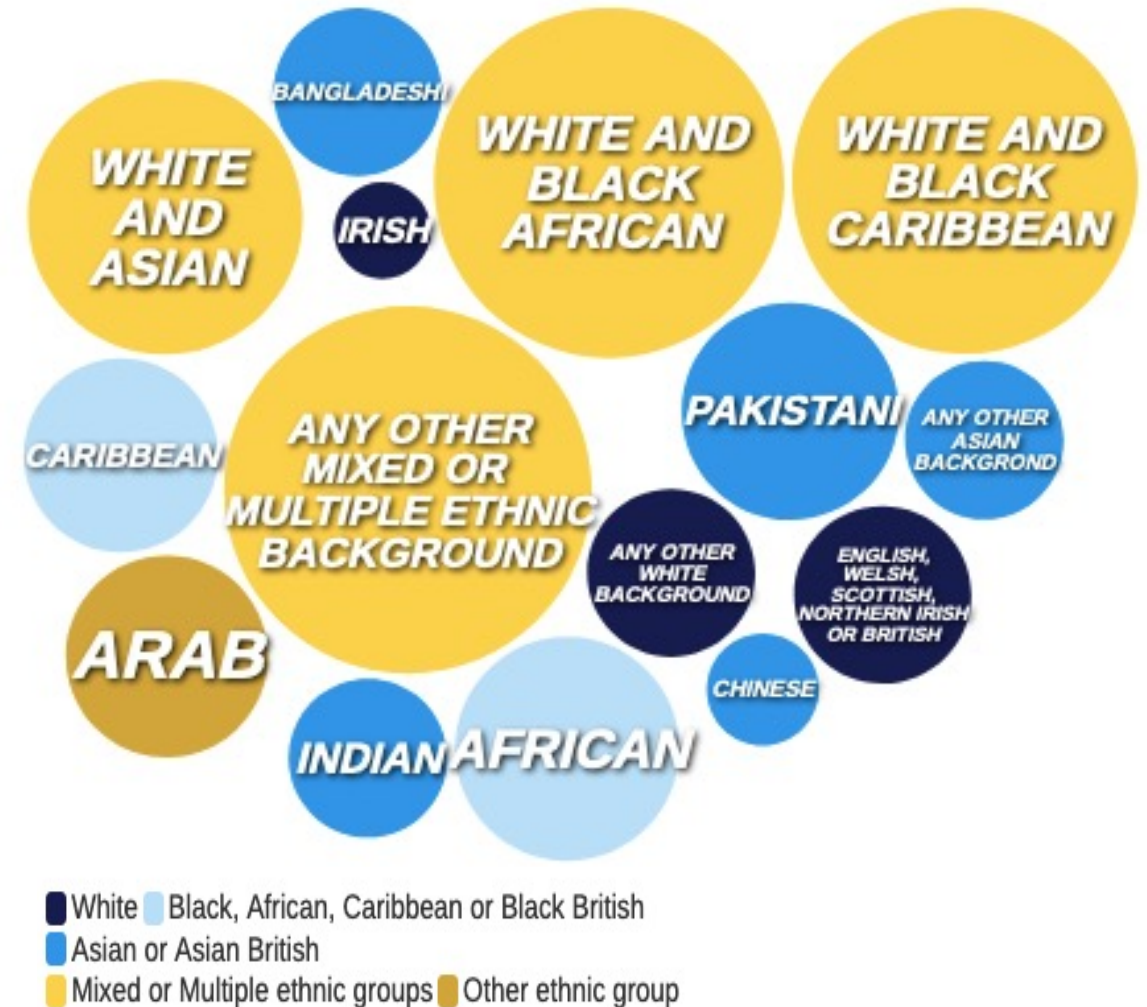 BANGLADESHI
WHITE
AND
ASIAN
IRISH
WHITE AND
BLACK
AFRICAN
WHITE AND
BLACK
CARIBBEAN
CARIBBEAN
ANY OTHER
MIXED OR
MULTIPLE ETHNIC
BACKGROUND
PAKISTANI
ANY OTHER
ASIAN
BACKGROND
ANY OTHER
WHITE
BACKGROUND
ENGLISH,
WELSH,
SCOTTISH,
NORTHERN IRISH
OR BRITISH
ARAB
CHINESE
INDIAN
AFRICAN
White Black, African, Caribbean or Black British
Asian or Asian British
Mixed or Multiple ethnic groups Other ethnic group